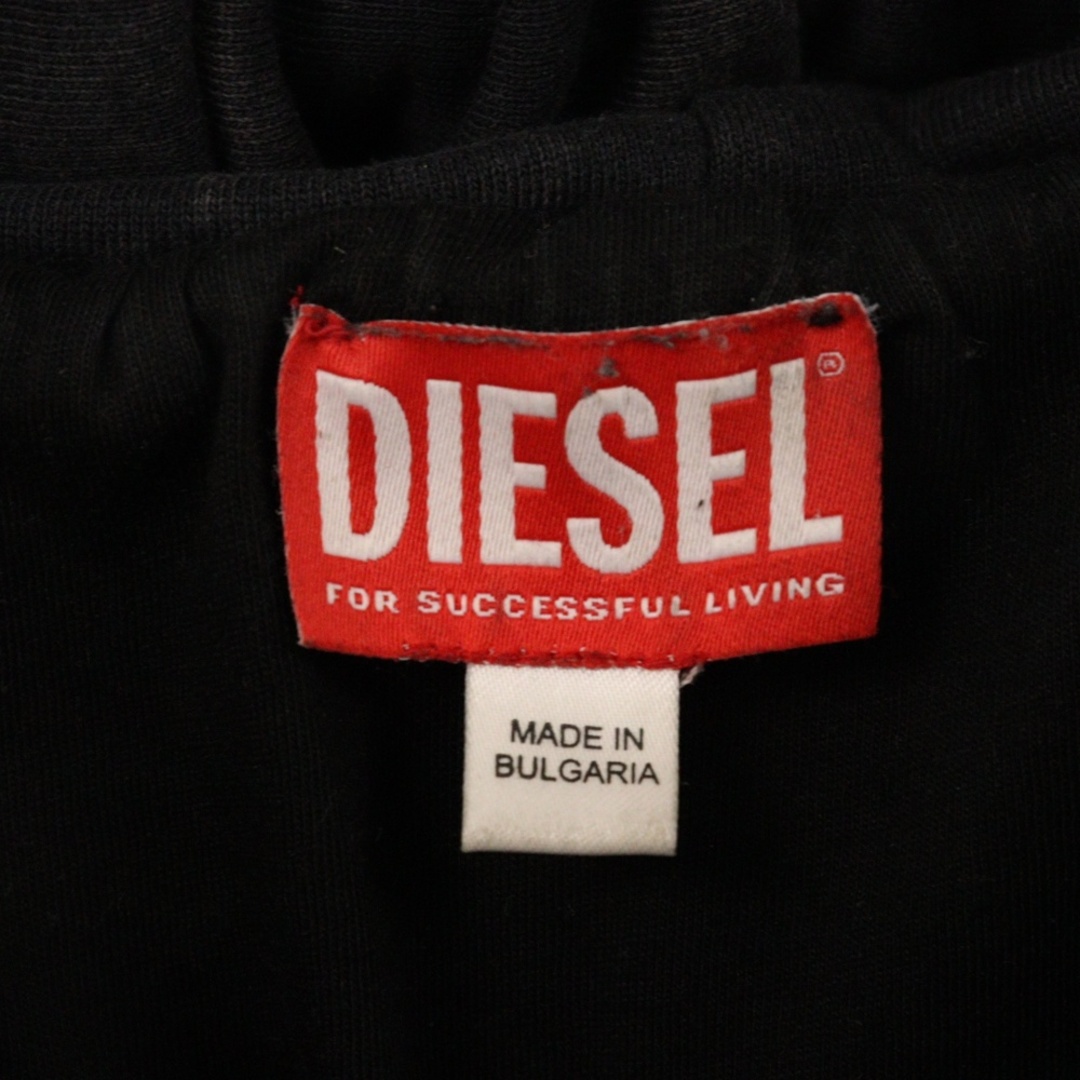 DIESEL®
FOR SUCCESSFUL LIVING
MADE IN
BULGARIA